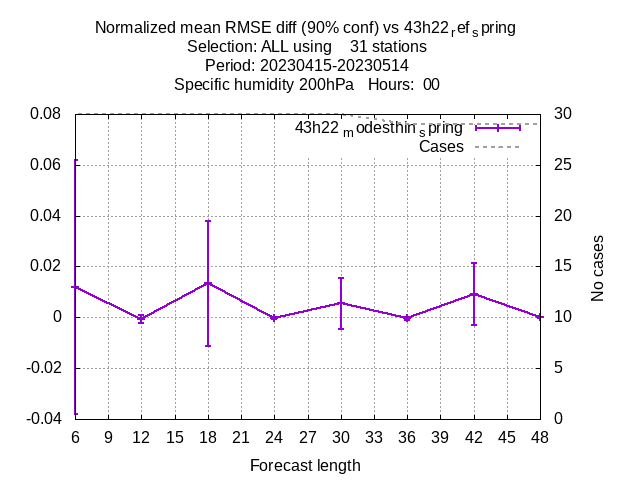 Normalized mean RMSE diff (90% conf) vs 43h22ref spring
Selection: ALL using    31 stations
Period: 20230415-20230514
Specific humidity 200hPa   Hours:  00
0.08
0.06
0.04
0.02
0
-0.02
-0.04
30
25
20
15
10
5
0
43h22modesthinspring
Cases
No cases
6 9 12 15 18 21 24 27 30 33 36 39 42 45 48
Forecast length